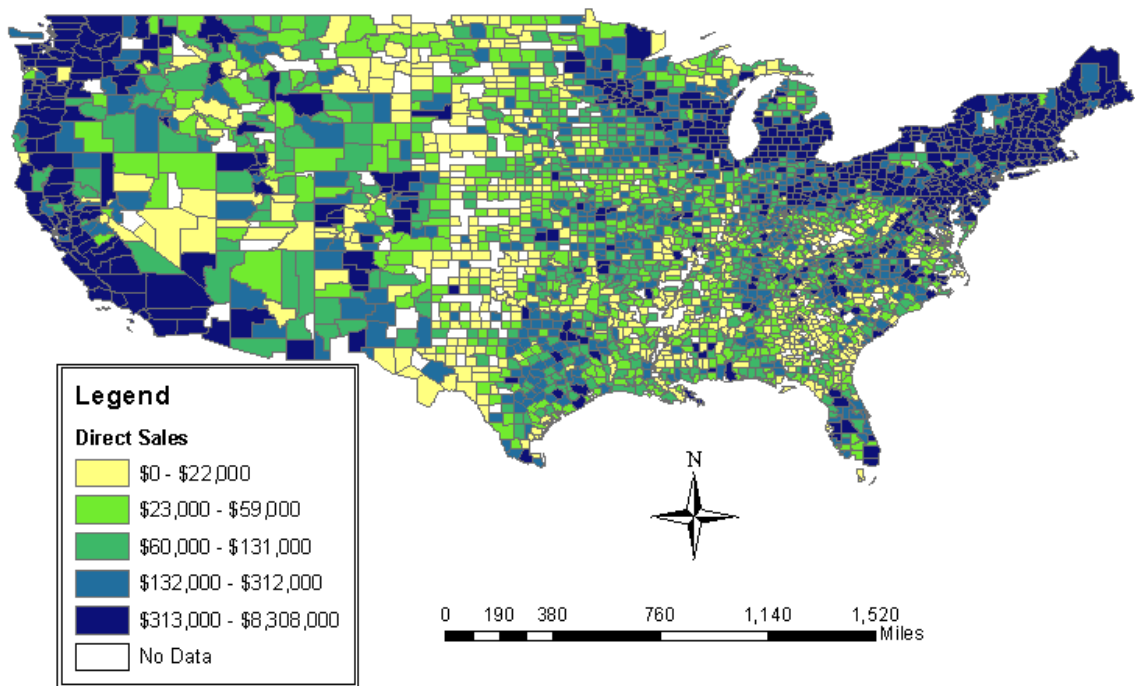 Legend
Direct Sales
$0 - $22,000
$23,000 - $59,000
$60,000 - $131,000
$132,000 - $312,000
$313,000 - $8,308,000
No Data
N
0 190 380 760 1,140 1,520
Miles